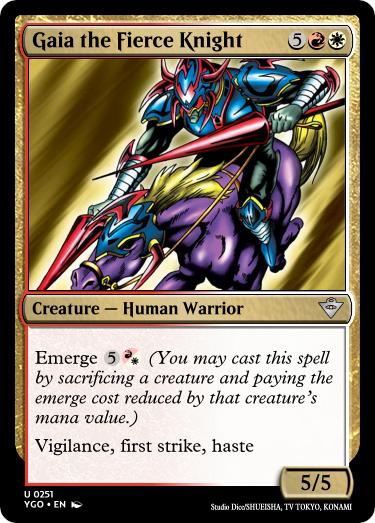 Gaia the Fierce Knight 5
Creature — Human Warrior
Emerge 5 (You may cast this spell
by sacrificing a creature and paying the
emerge cost reduced by that creature's
mana value.)
Vigilance, first strike, haste
5/5
U 0251
YGO • EN
Studio Dice/SHUEISHA, TV TOKYO, KONAMI